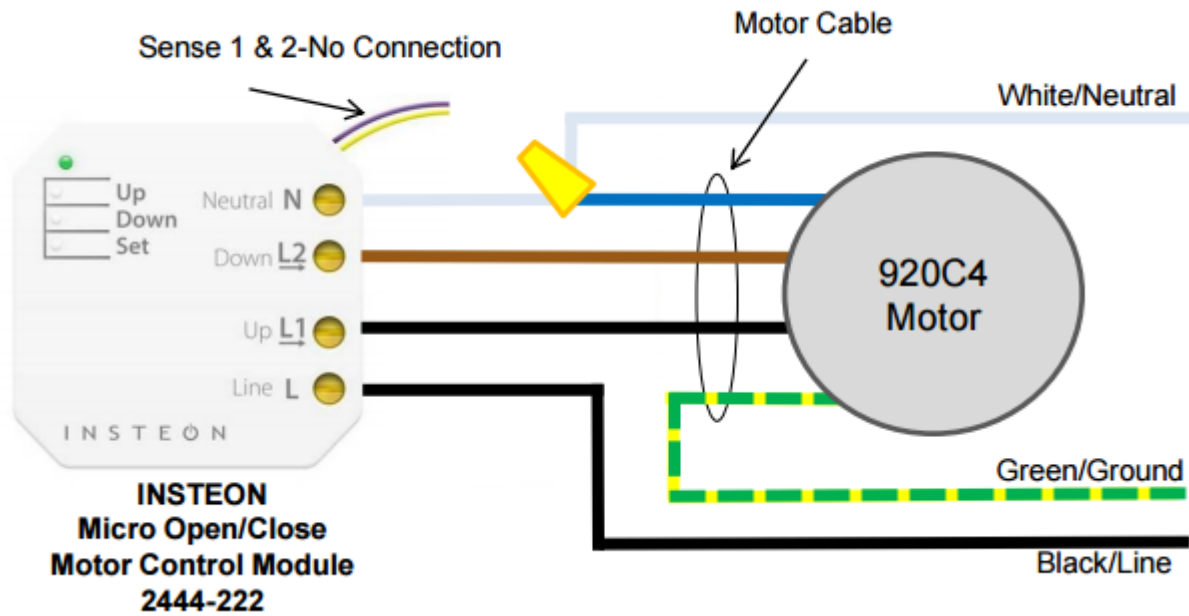 Motor Cable
Sense 1 & 2-No Connection
White/Neutral
Up
Down
Set
Neutral N
Down L2
Up L1
Line L
INSTEON
920C4
Motor
Green/Ground
Black/Line
INSTEON
Micro Open/Close
Motor Control Module
2444-222